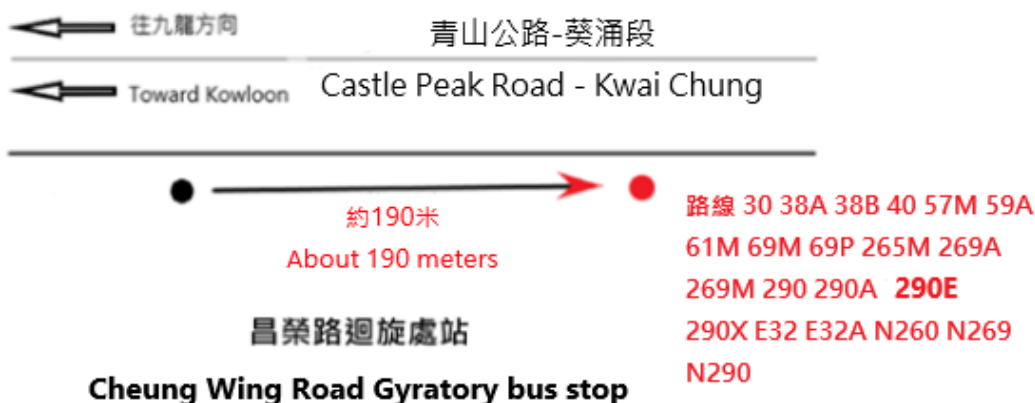 往九龍方向
青山公路-葵涌段
Toward Kowloon
Castle Peak Road - Kwai Chung
約190米
About 190 meters
路線 30 38A 38B 40 57M 59A
61M 69M 69P 265M 269A
269M 290 290A 290E
290X E32 E32A N260 N269
N290
昌榮路迴旋處站
Cheung Wing Road Gyratory bus stop